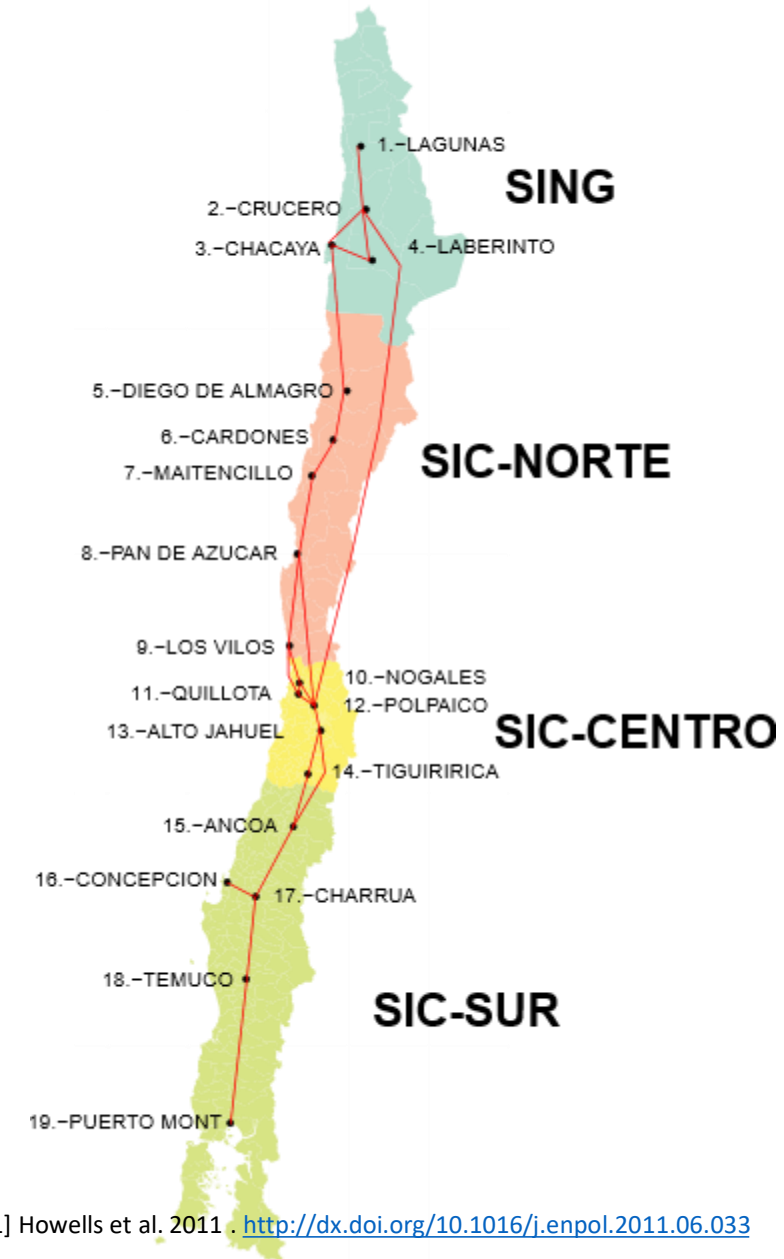 1.−LAGUNAS
SING
2.−CRUCERO
3.−CHACAYA
4.−LABERINTO
5.−DIEGO DE ALMAGRO
6.−CARDONES
SIC-NORTE
7.−MAITENCILLO
8.−PAN DE AZUCAR
9.−LOS VILOS
10.−NOGALES
11.−QUILLOTA
12.−POLPAICO
13.−ALTO JAHUEL
SIC-CENTRO
14.−TIGUIRIRICA
15.−ANCOA
16.−CONCEPCION
17.−CHARRUA
18.−TEMUCO
SIC-SUR
19.−PUERTO MONT
] Howells et al. 2011 . http://dx.doi.org/10.1016/j.enpol.2011.06.033